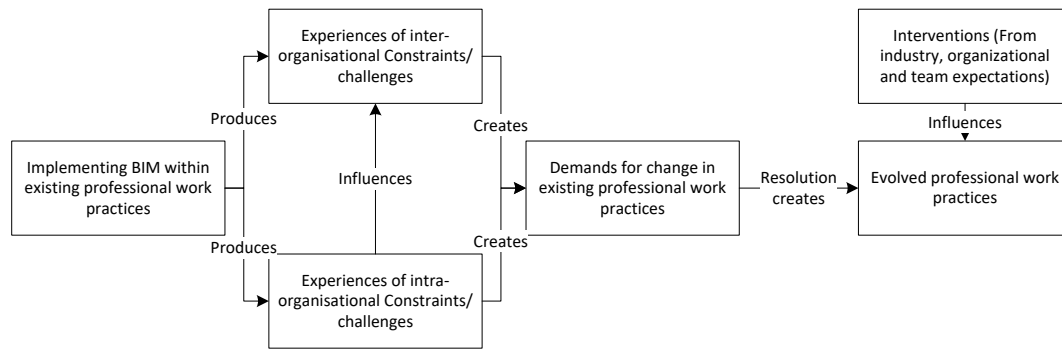 Experiences of inter-
organisational Constraints/
challenges
Interventions (From
industry, organizational
and team expectations)
Produces
Creates
Influences
Implementing BIM within
existing professional work
practices
Influences
Demands for change in
existing professional work
practices
Resolution
creates
Evolved professional work
practices
Produces
Creates
Experiences of intra-
organisational Constraints/
challenges